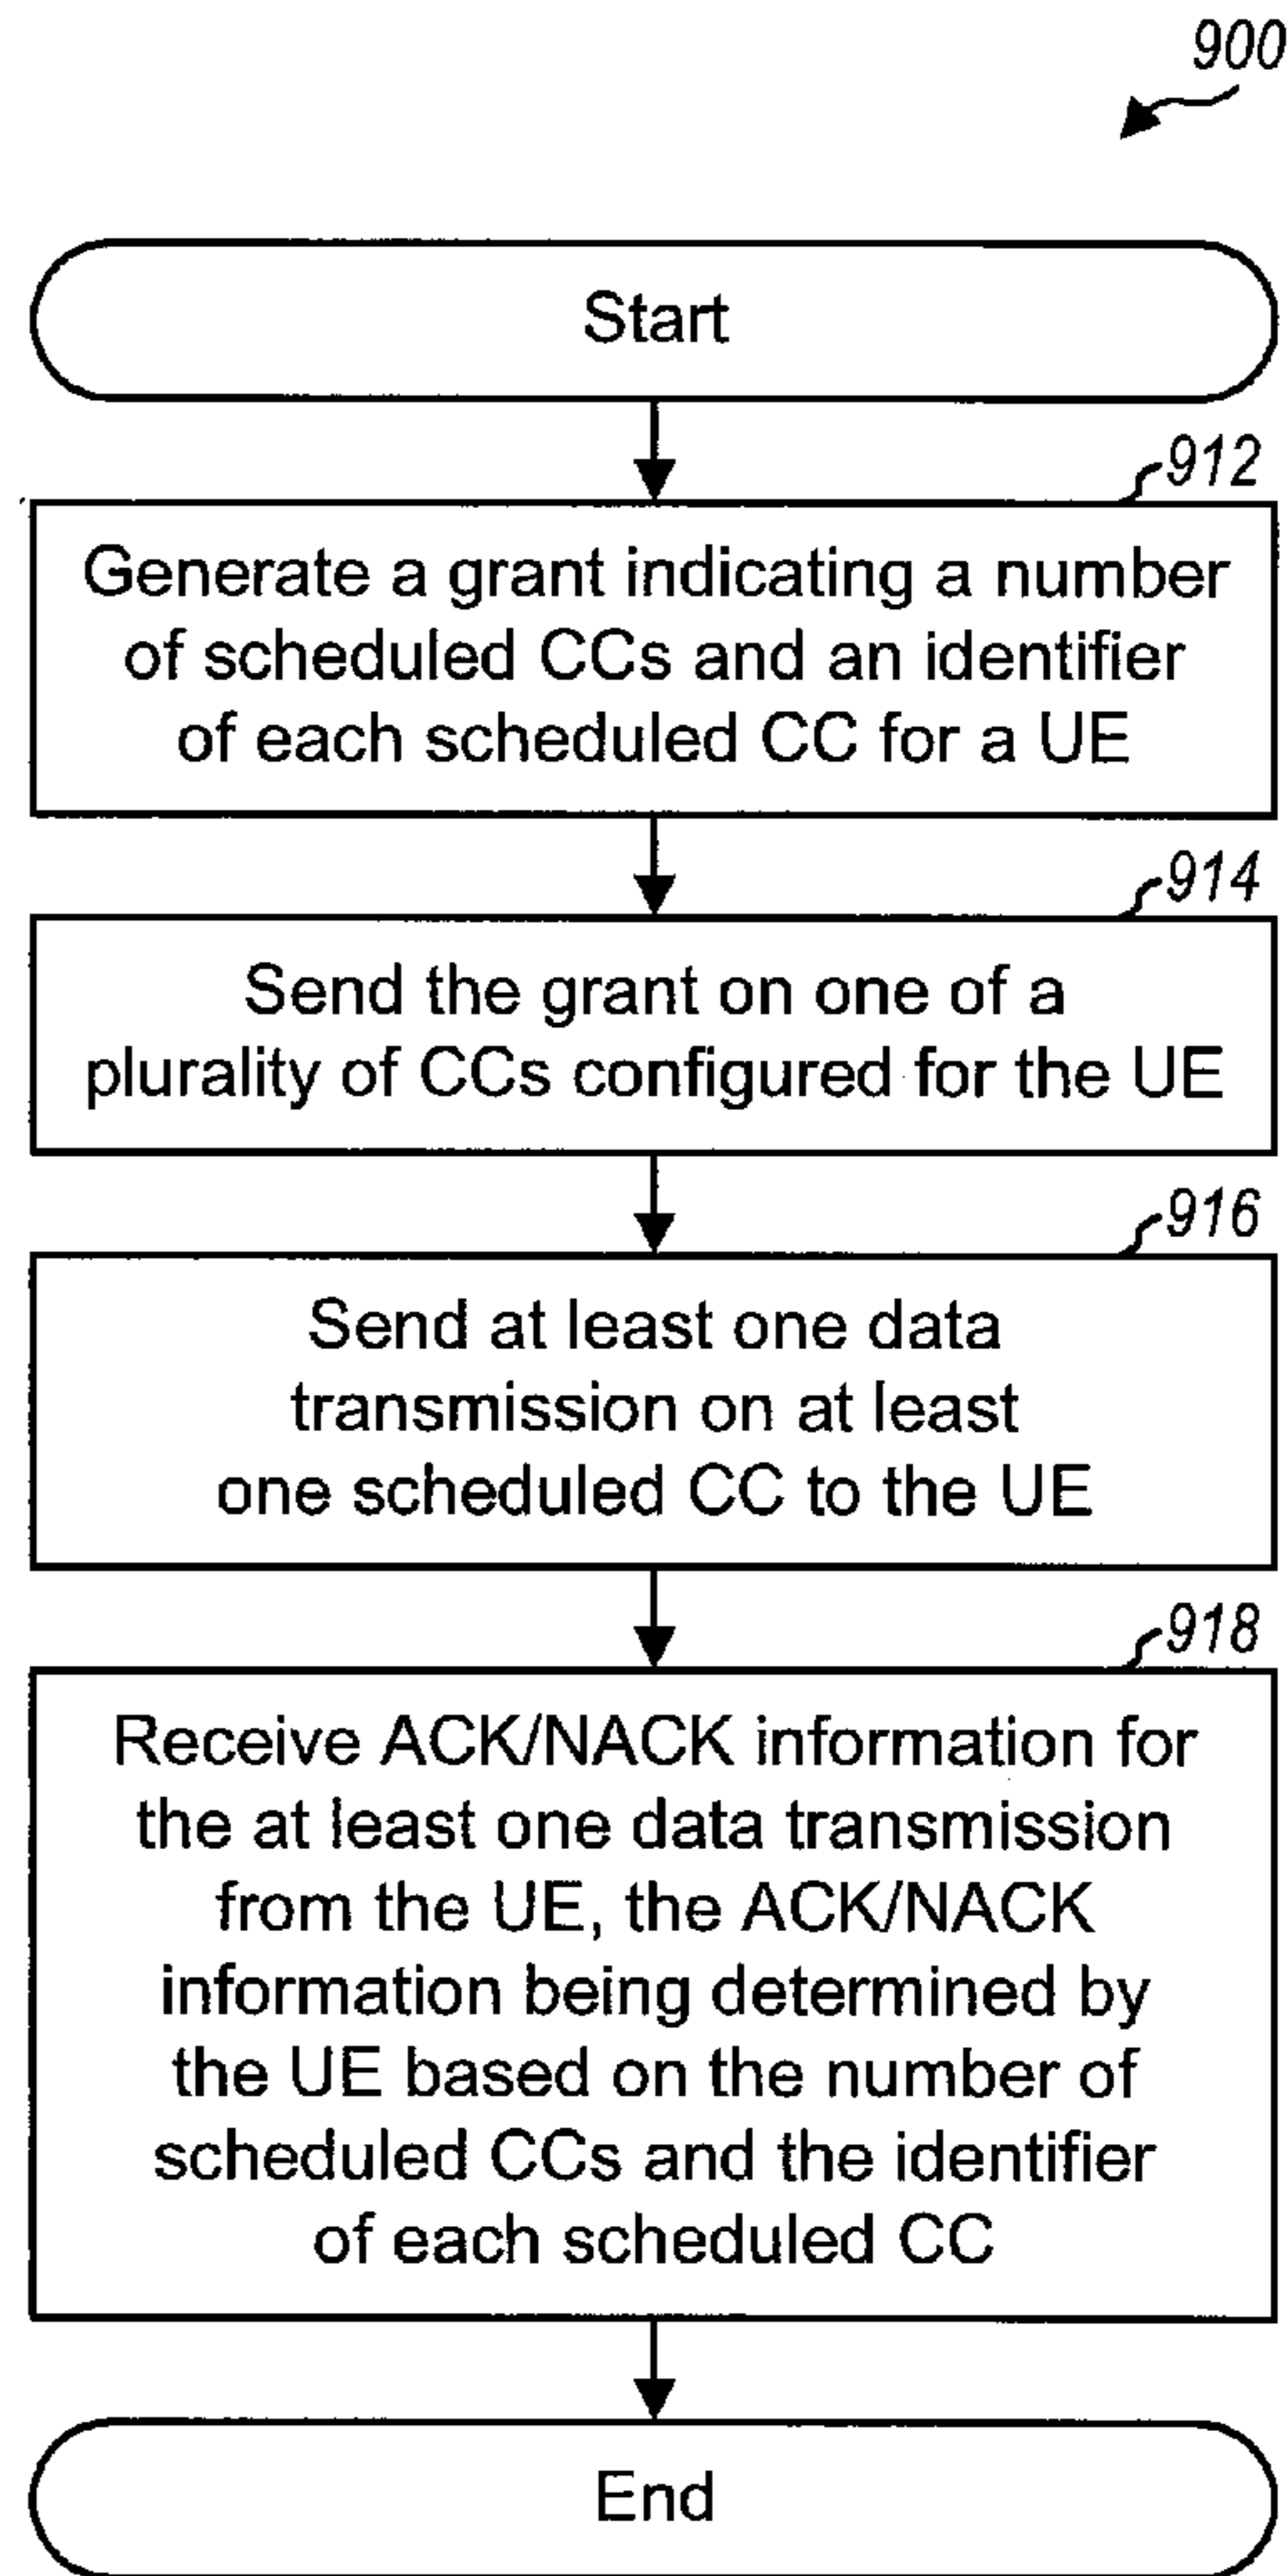 900
Start
912
Generate a grant indicating a number
of scheduled CCs and an identifier
of each scheduled CC for a UE
914
Send the grant on one of a
plurality of CCs configured for the UE
916
Send at least one data
transmission on at least
one scheduled CC to the UE
918
Receive ACK/NACK information for
the at least one data transmission
from the UE, the ACK/NACK
information being determined by
the UE based on the number of
scheduled CCs and the identifier
of each scheduled CC
End